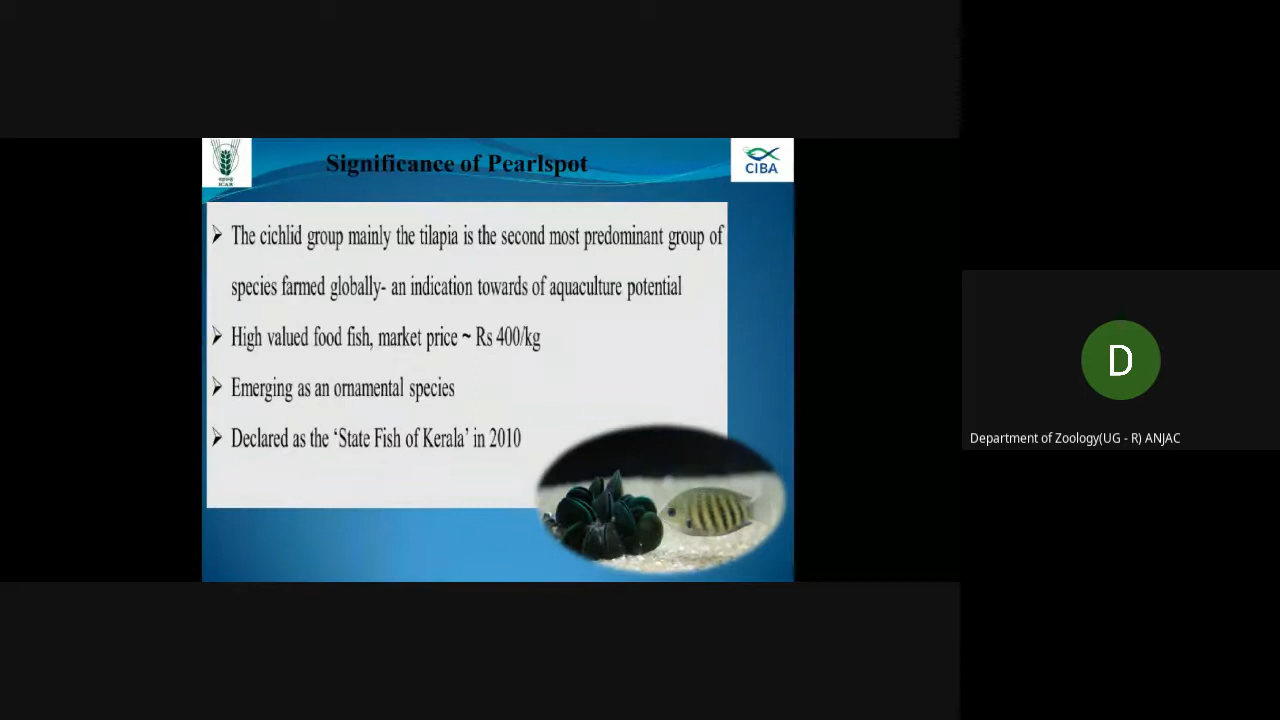 Significance of Pearlspot
ICAR
CIBA
➢ The cichlid group mainly the tilapia is the second most predominant group of
species farmed globally- an indication towards of aquaculture potential
➢ High valued food fish, market price ~ Rs 400/kg
➢ Emerging as an ornamental species
➢ Declared as the ‘State Fish of Kerala’ in 2010
D
Department of Zoology(UG - R) ANJAC